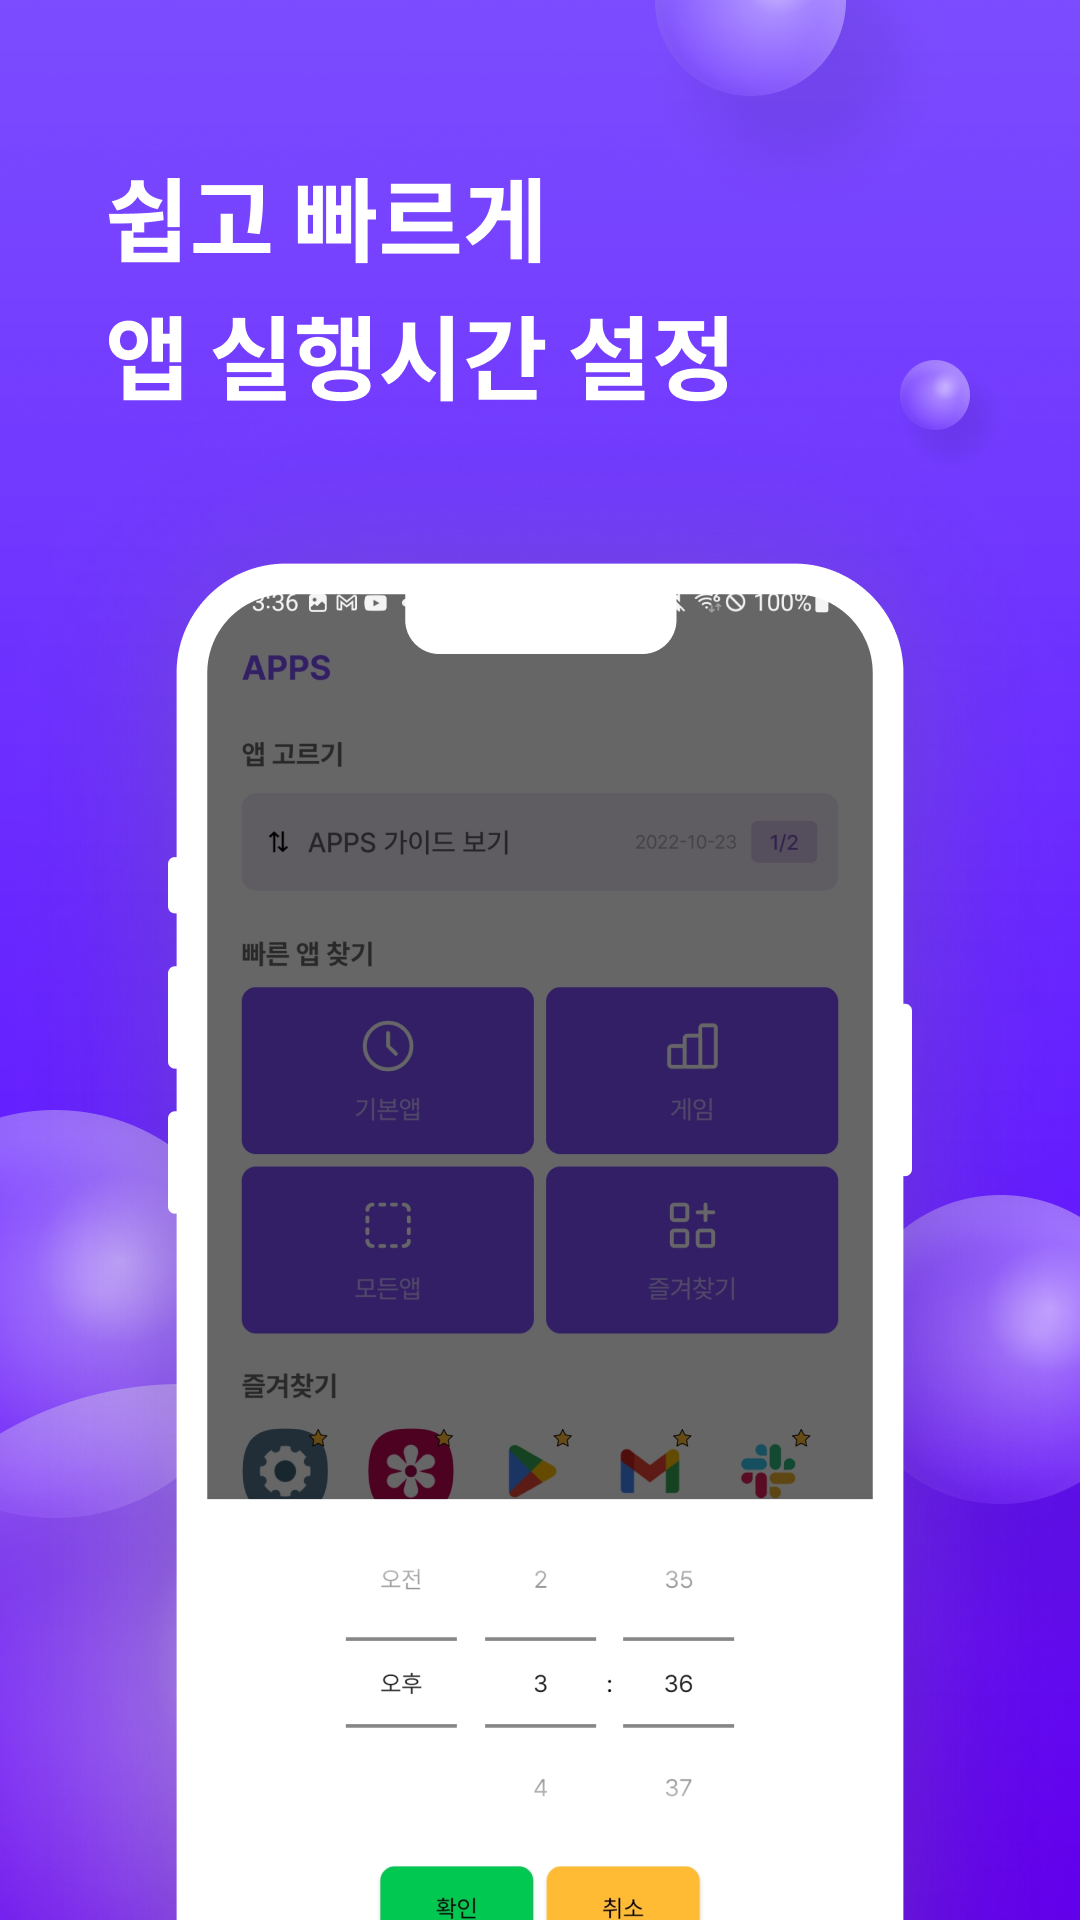 쉽고 빠르게
앱 실행시간 설정
3:36 100%
APPS
앱 고르기
APPS 가이드 보기 2022-10-23 1/2
빠른 앱 찾기
기본앱 게임
모든앱 즐겨찾기
즐겨찾기
오전 2 35
오후 3 : 36
4 37
확인 취소